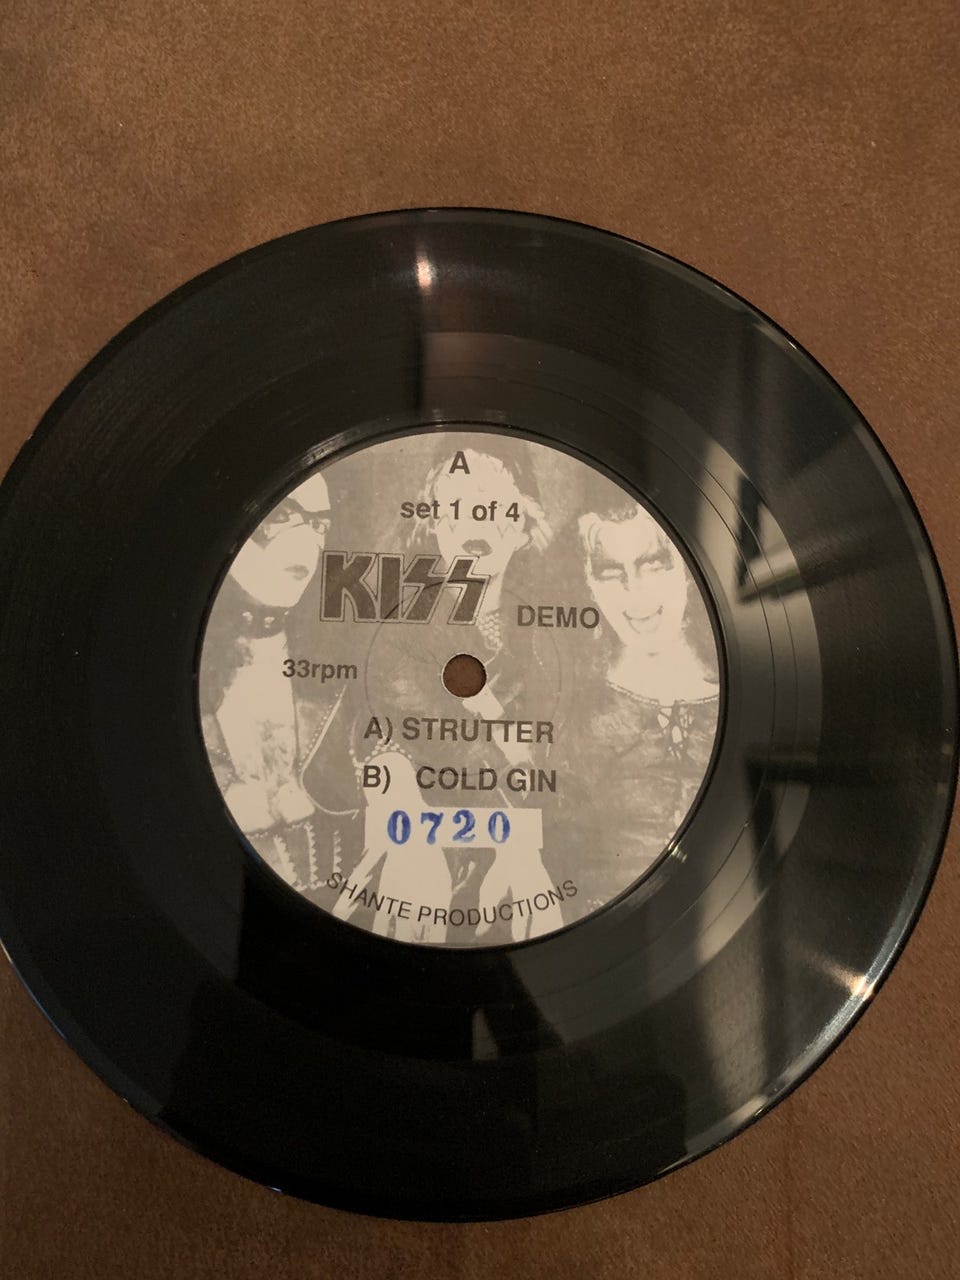 A
set 1 of 4
KISS DEMO
33rpm
A) STRUTTER
B) COLD GIN
0720
SHANTE PRODUCTIONS